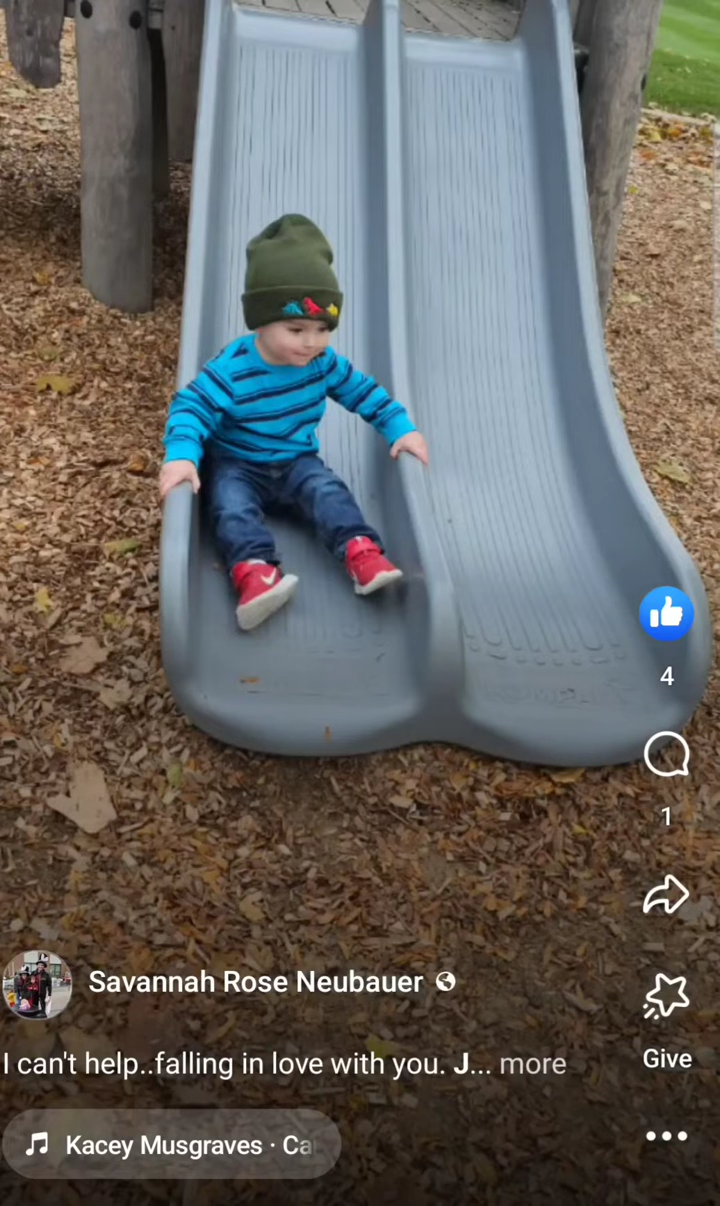 4
1
Savannah Rose Neubauer
I can't help..falling in love with you. J... more
Give
Kacey Musgraves · Ca